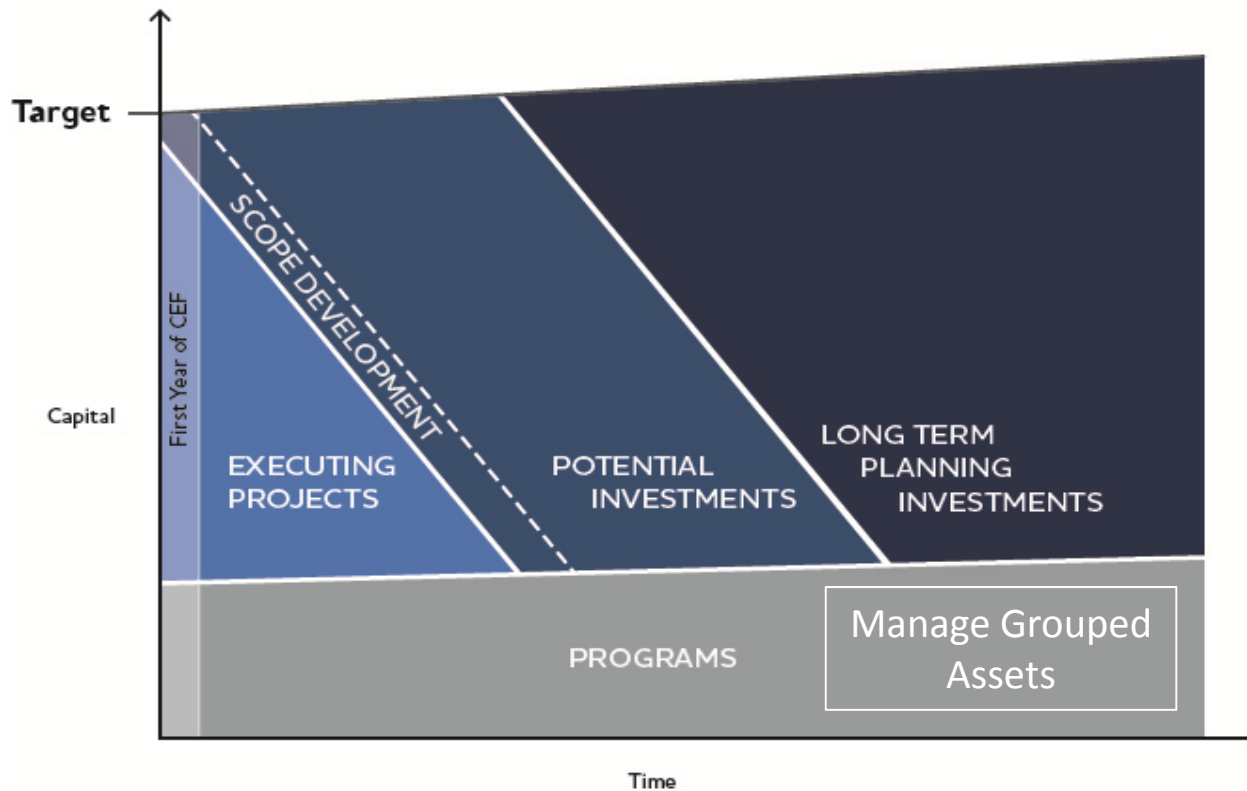 Target
Capital
First Year of CEF
SCOPE DEVELOPMENT
EXECUTING
PROJECTS
POTENTIAL
INVESTMENTS
LONG TERM
PLANNING
INVESTMENTS
PROGRAMS
Manage Grouped
Assets
Time